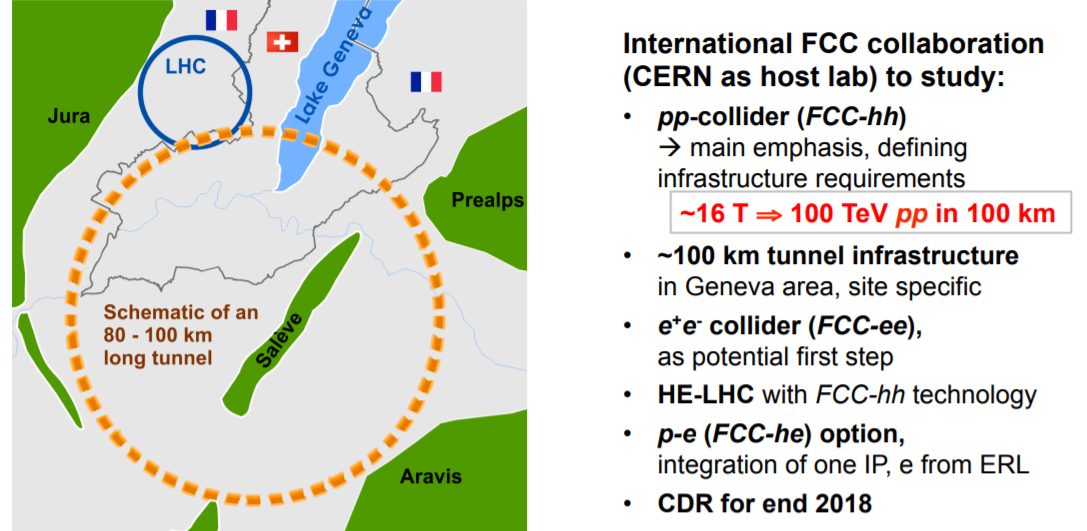 LHC
Lake Geneva
Jura
Prealps
Schematic of an
80 - 100 km
long tunnel
Salève
Aravis
International FCC collaboration
(CERN as host lab) to study:
• pp-collider (FCC-hh)
→ main emphasis, defining
infrastructure requirements
~16 T ⇒ 100 TeV pp in 100 km
• ~100 km tunnel infrastructure
in Geneva area, site specific
• e⁺e⁻ collider (FCC-ee),
as potential first step
• HE-LHC with FCC-hh technology
• p-e (FCC-he) option,
integration of one IP, e from ERL
• CDR for end 2018